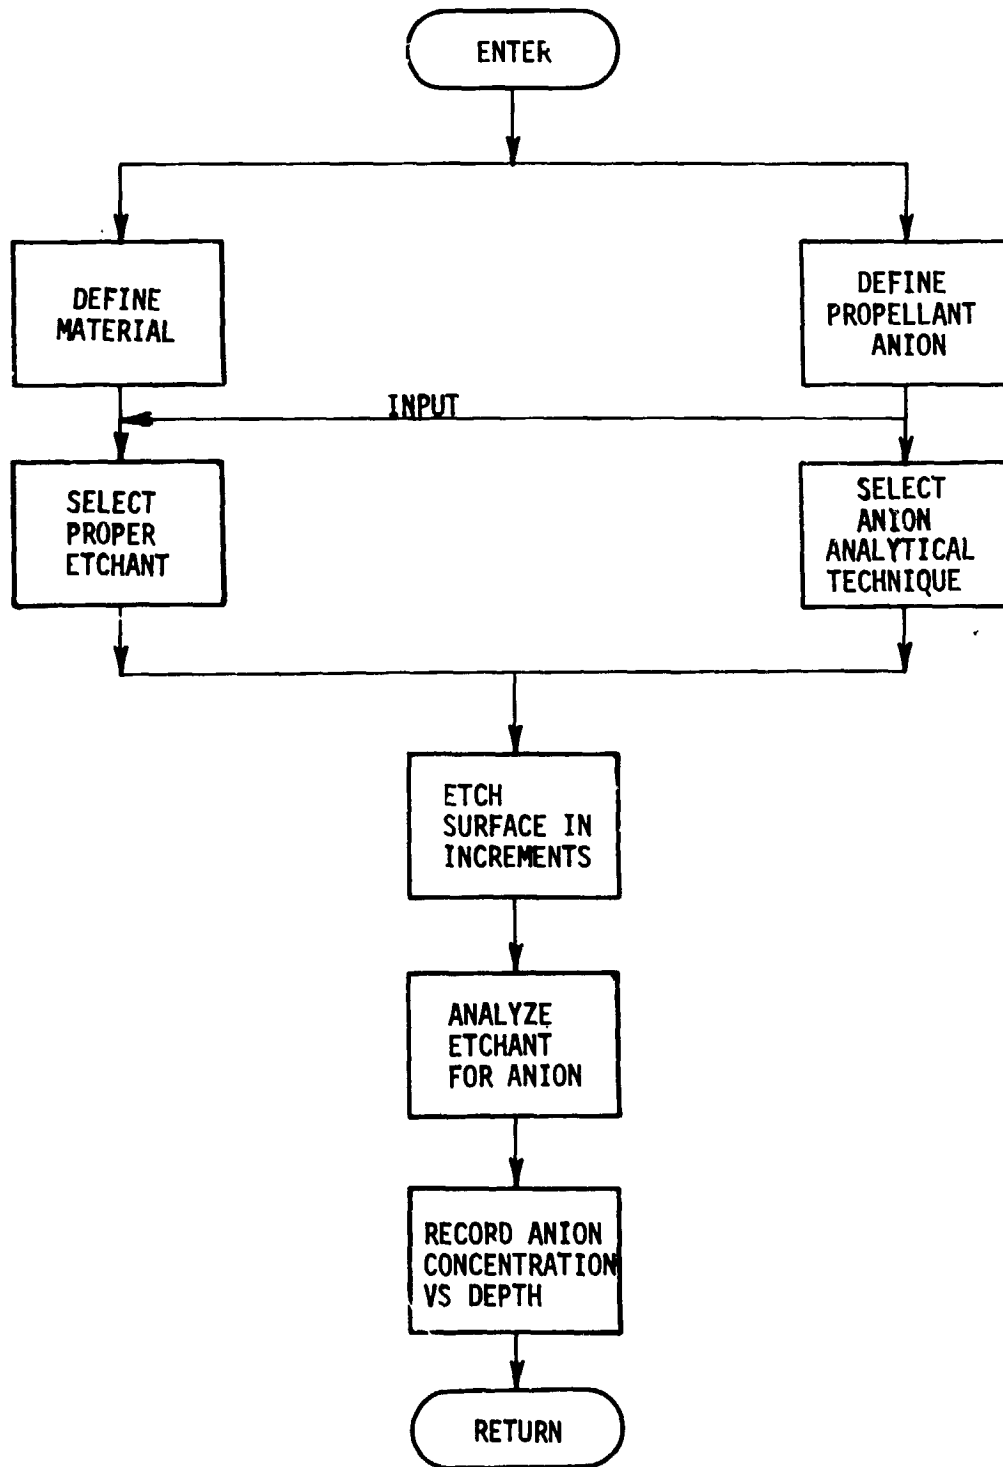 ENTER
DEFINE
MATERIAL
DEFINE
PROPELLANT
ANION
INPUT
SELECT
PROPER
ETCHANT
SELECT
ANION
ANALYTICAL
TECHNIQUE
ETCH
SURFACE IN
INCREMENTS
ANALYZE
ETCHANT
FOR ANION
RECORD ANION
CONCENTRATION
VS DEPTH
RETURN